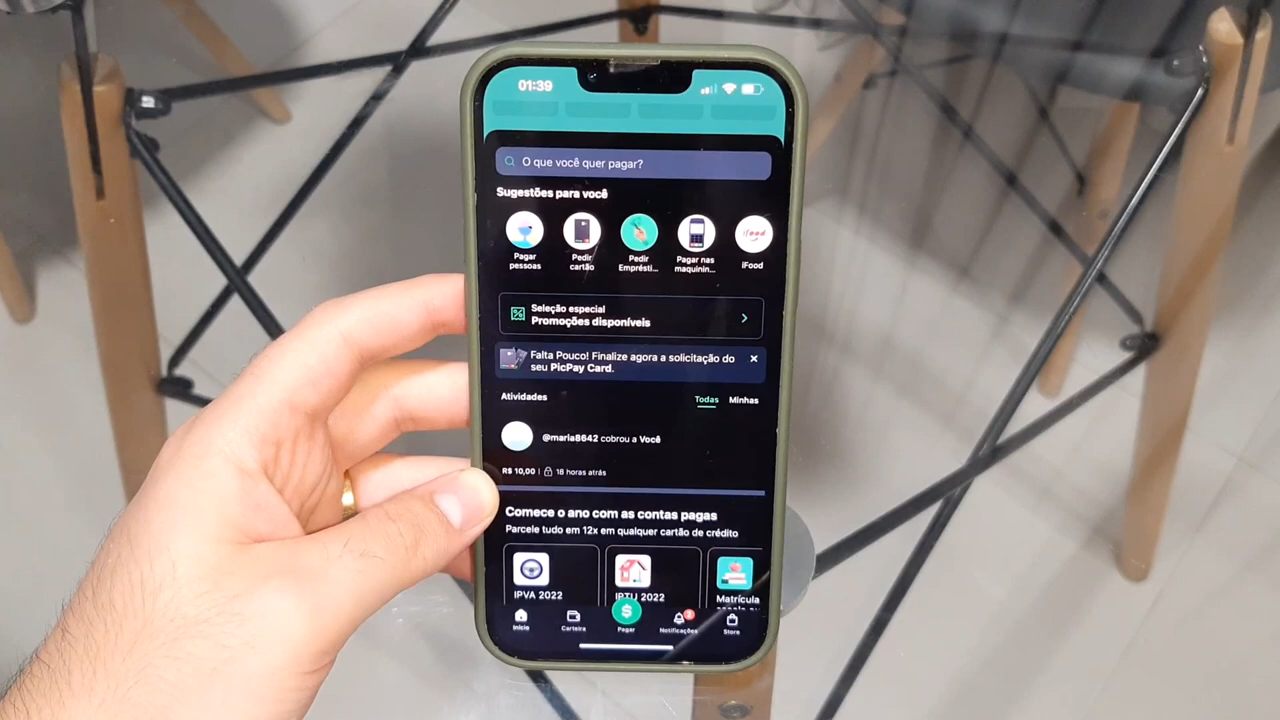 01:39
O que você quer pagar?
Sugestões para você
Pagar
pessoas
Pedir
cartão
Pedir
Emprésti...
Pagar nas
maquinin...
iFood
iFood
Seleção especial
Promoções disponíveis
Falta Pouco! Finalize agora a solicitação do
seu PicPay Card.
Atividades
Todas
Minhas
@maria8642 cobrou a Você
R$ 10,00 | 18 horas atrás
Comece o ano com as contas pagas
Parcele tudo em 12x em qualquer cartão de crédito
IPVA 2022
IPTU 2022
Matrícula
$
Início
Carteira
Pagar
Notificações
Store